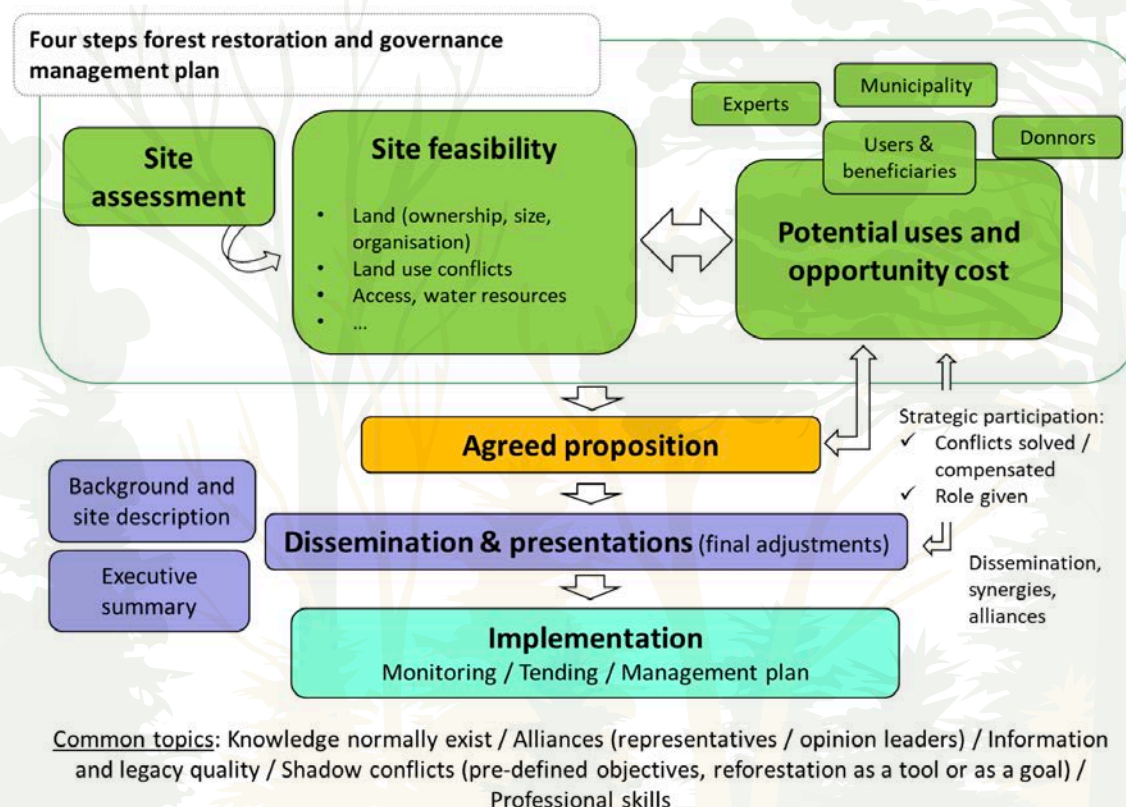 Four steps forest restoration and governance
management plan
Site
assessment
Site feasibility
• Land (ownership, size,
organisation)
• Land use conflicts
• Access, water resources
• ...
Experts
Municipality
Donnors
Users &
beneficiaries
Potential uses and
opportunity cost
Agreed proposition
Strategic participation:
✓ Conflicts solved /
compensated
✓ Role given
Background and
site description
Executive
summary
Dissemination & presentations (final adjustments)
Dissemination,
synergies,
alliances
Implementation
Monitoring / Tending / Management plan
Common topics: Knowledge normally exist / Alliances (representatives / opinion leaders) / Information
and legacy quality / Shadow conflicts (pre-defined objectives, reforestation as a tool or as a goal) /
Professional skills